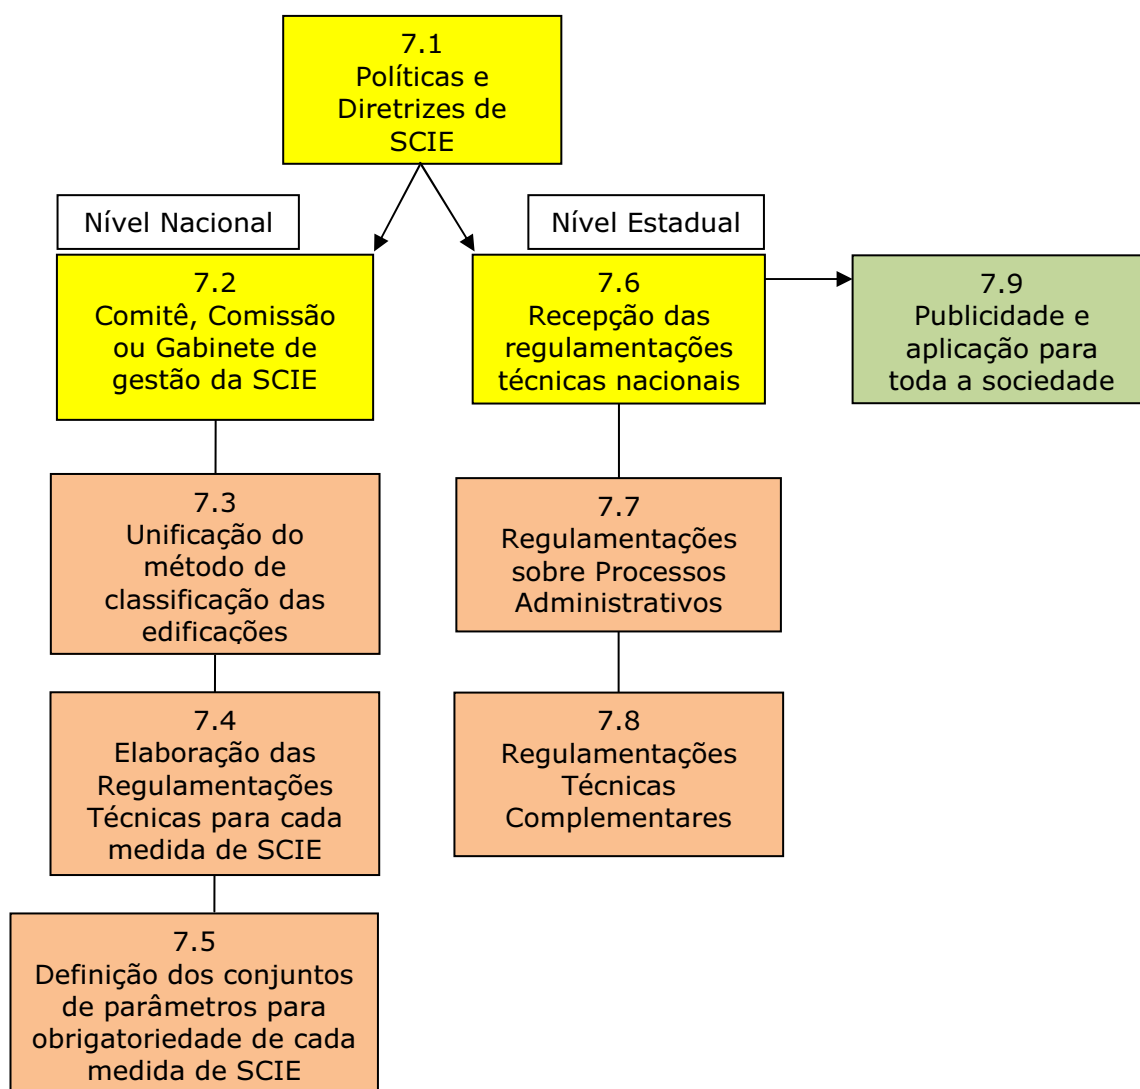 7.1
Políticas e
Diretrizes de
SCIE
Nível Nacional
Nível Estadual
7.2
Comitê, Comissão
ou Gabinete de
gestão da SCIE
7.6
Recepção das
regulamentações
técnicas nacionais
7.9
Publicidade e
aplicação para
toda a sociedade
7.3
Unificação do
método de
classificação das
edificações
7.7
Regulamentações
sobre Processos
Administrativos
7.4
Elaboração das
Regulamentações
Técnicas para cada
medida de SCIE
7.8
Regulamentações
Técnicas
Complementares
7.5
Definição dos conjuntos
de parâmetros para
obrigatoriedade de cada
medida de SCIE